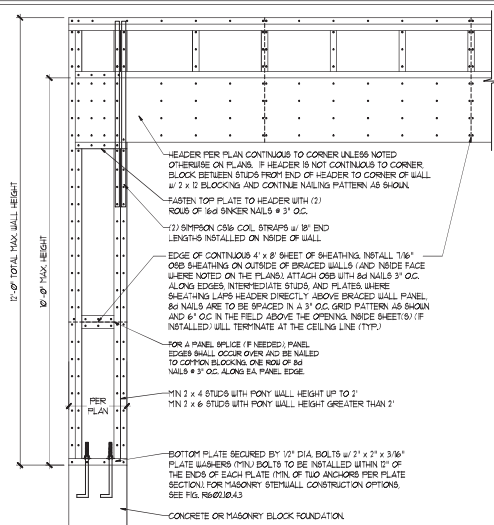 12'-0" TOTAL MAX. WALL HEIGHT
10'-0" MAX. HEIGHT
HEADER PER PLAN CONTINUOUS TO CORNER UNLESS NOTED
OTHERWISE ON PLANS. IF HEADER IS NOT CONTINUOUS TO CORNER,
BLOCK BETWEEN STUDS FROM END OF HEADER TO CORNER OF WALL
w/ 2 x 12 BLOCKING AND CONTINUE NAILING PATTERN AS SHOWN.
FASTEN TOP PLATE TO HEADER WITH (2)
ROWS OF 16d SINKER NAILS @ 3" O.C.
(2) SIMPSON CS16 COIL STRAPS w/ 18" END
LENGTHS INSTALLED ON INSIDE OF WALL
EDGE OF CONTINUOUS 4' x 8' SHEET OF SHEATHING. INSTALL 7/16"
OSB SHEATHING ON OUTSIDE OF BRACED WALLS (AND INSIDE FACE
WHERE NOTED ON THE PLANS). ATTACH OSB WITH 8d NAILS 3" O.C.
ALONG EDGES, INTERMEDIATE STUDS, AND PLATES. WHERE
SHEATHING LAPS HEADER DIRECTLY ABOVE BRACED WALL PANEL,
8d NAILS ARE TO BE SPACED IN A 3" O.C. GRID PATTERN AS SHOWN
AND 6" O.C. IN THE FIELD ABOVE THE OPENING. INSIDE SHEET(S) (IF
INSTALLED) WILL TERMINATE AT THE CEILING LINE (TYP.)
FOR A PANEL SPLICE (IF NEEDED), PANEL
EDGES SHALL OCCUR OVER AND BE NAILED
TO COMMON BLOCKING. ONE ROW OF 8d
NAILS @ 3" O.C. ALONG EA. PANEL EDGE.
PER
PLAN
MIN 2 x 4 STUDS WITH PONY WALL HEIGHT UP TO 2'
MIN 2 x 6 STUDS WITH PONY WALL HEIGHT GREATER THAN 2'
BOTTOM PLATE SECURED BY 1/2" DIA. BOLTS w/ 2" x 2" x 3/16"
PLATE WASHERS (MIN.) BOLTS TO BE INSTALLED WITHIN 12" OF
THE ENDS OF EACH PLATE (MIN. OF TWO ANCHORS PER PLATE
SECTION). FOR MASONRY STEMWALL CONSTRUCTION OPTIONS,
SEE FIG. R602.10.4.3
CONCRETE OR MASONRY BLOCK FOUNDATION.